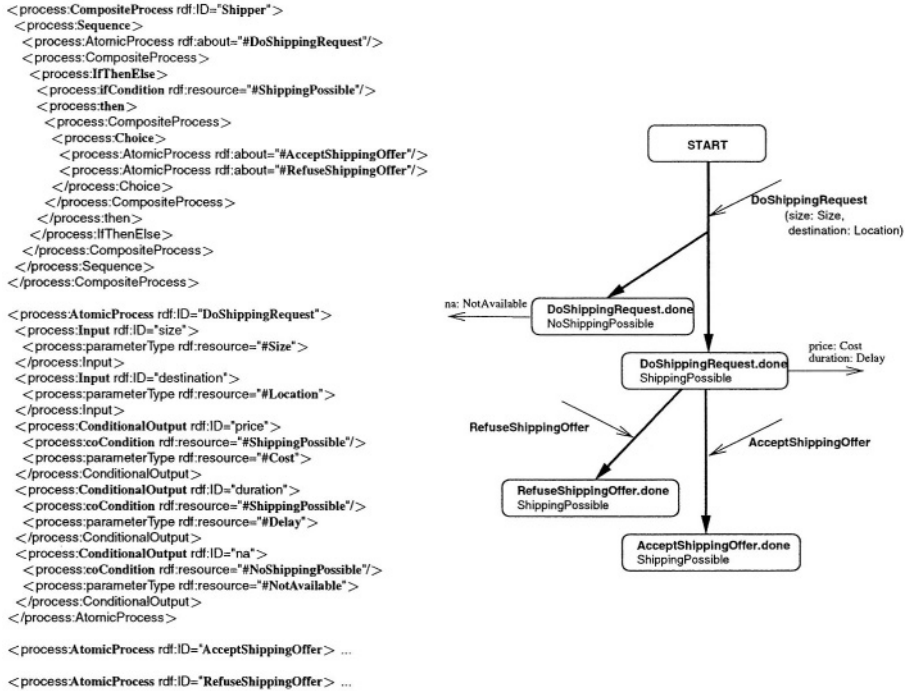 <process:CompositeProcess rdf:ID="Shipper">
<process:Sequence>
<process:AtomicProcess rdf:about="#DoShippingRequest"/>
<process:CompositeProcess>
<process:IfThenElse>
<process:ifCondition rdf:resource="#ShippingPossible"/>
<process:then>
<process:CompositeProcess>
<process:Choice>
<process:AtomicProcess rdf:about="#AcceptShippingOffer"/>
<process:AtomicProcess rdf:about="#RefuseShippingOffer"/>
</process:Choice>
</process:CompositeProcess>
</process:then>
</process:IfThenElse>
</process:CompositeProcess>
</process:Sequence>
</process:CompositeProcess>
<process:AtomicProcess rdf:ID="DoShippingRequest">
<process:Input rdf:ID="size">
<process:parameterType rdf:resource="#Size">
</process:Input>
<process:Input rdf:ID="destination">
<process:parameterType rdf:resource="#Location">
</process:Input>
<process:ConditionalOutput rdf:ID="price">
<process:coCondition rdf:resource="#ShippingPossible"/>
<process:parameterType rdf:resource="#Cost">
</process:ConditionalOutput>
<process:ConditionalOutput rdf:ID="duration">
<process:coCondition rdf:resource="#ShippingPossible"/>
<process:parameterType rdf:resource="#Delay">
</process:ConditionalOutput>
<process:ConditionalOutput rdf:ID="na">
<process:coCondition rdf:resource="#NoShippingPossible"/>
<process:parameterType rdf:resource="#NotAvailable">
</process:ConditionalOutput>
</process:AtomicProcess>
<process:AtomicProcess rdf:ID="AcceptShippingOffer> ...
<process:AtomicProcess rdf:ID="RefuseShippingOffer> ...
START
DoShippingRequest
(size: Size,
destination: Location)
na: NotAvailable
DoShippingRequest.done
NoShippingPossible
price: Cost
duration: Delay
DoShippingRequest.done
ShippingPossible
RefuseShippingOffer
AcceptShippingOffer
RefuseShippingOffer.done
ShippingPossible
AcceptShippingOffer.done
ShippingPossible